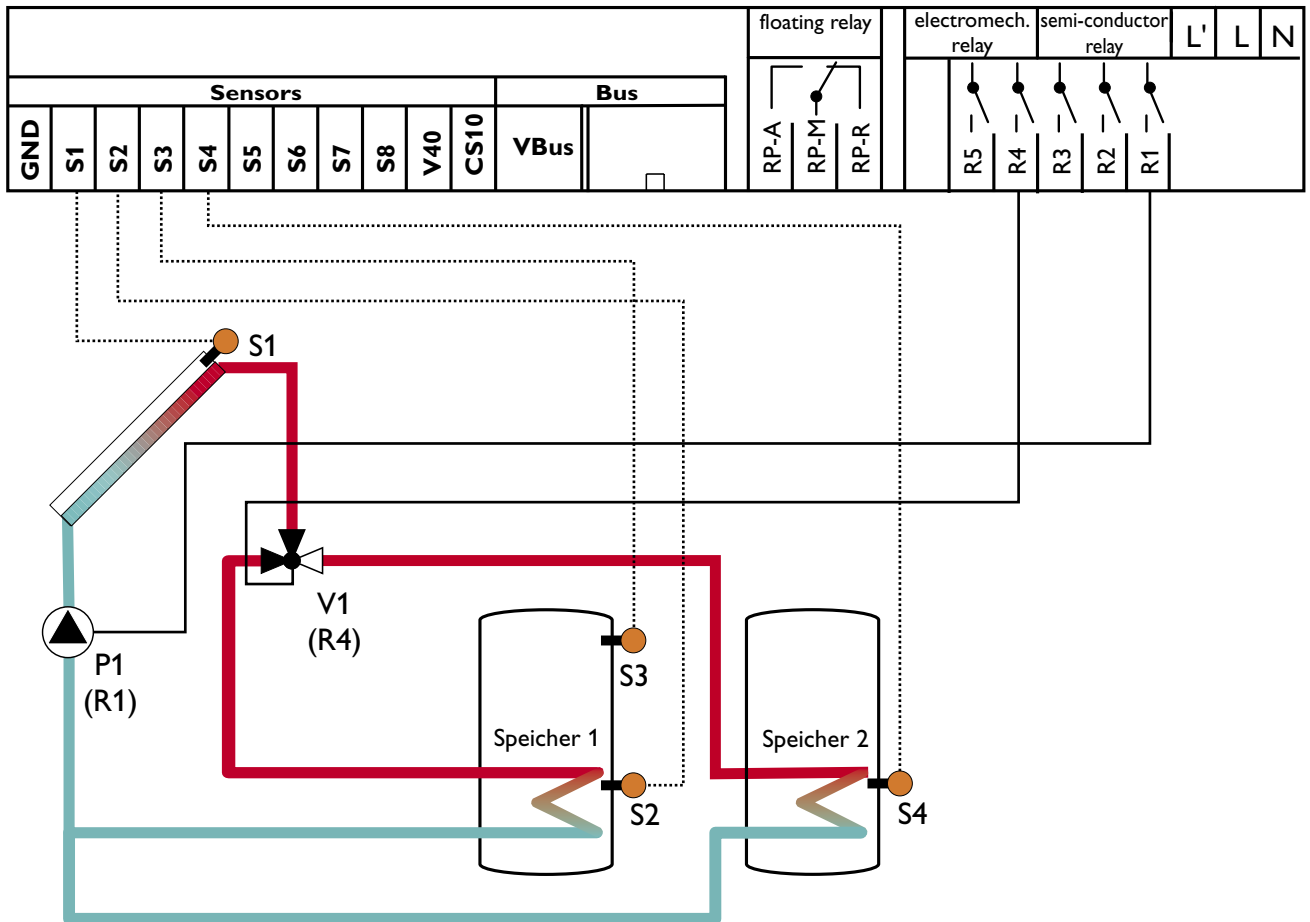 floating relay
electromech. relay
semi-conductor relay
L'
L
N
Sensors
Bus
GND
S1
S2
S3
S4
S5
S6
S7
S8
V40
CS10
VBus
RP-A
RP-M
RP-R
R5
R4
R3
R2
R1
S1
V1
(R4)
P1
(R1)
S3
Speicher 1
Speicher 2
S2
S4